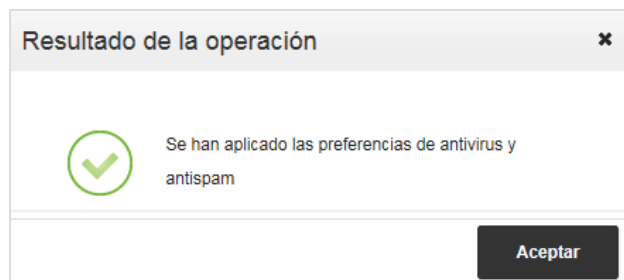 Resultado de la operación
Se han aplicado las preferencias de antivirus y
antispam
Aceptar